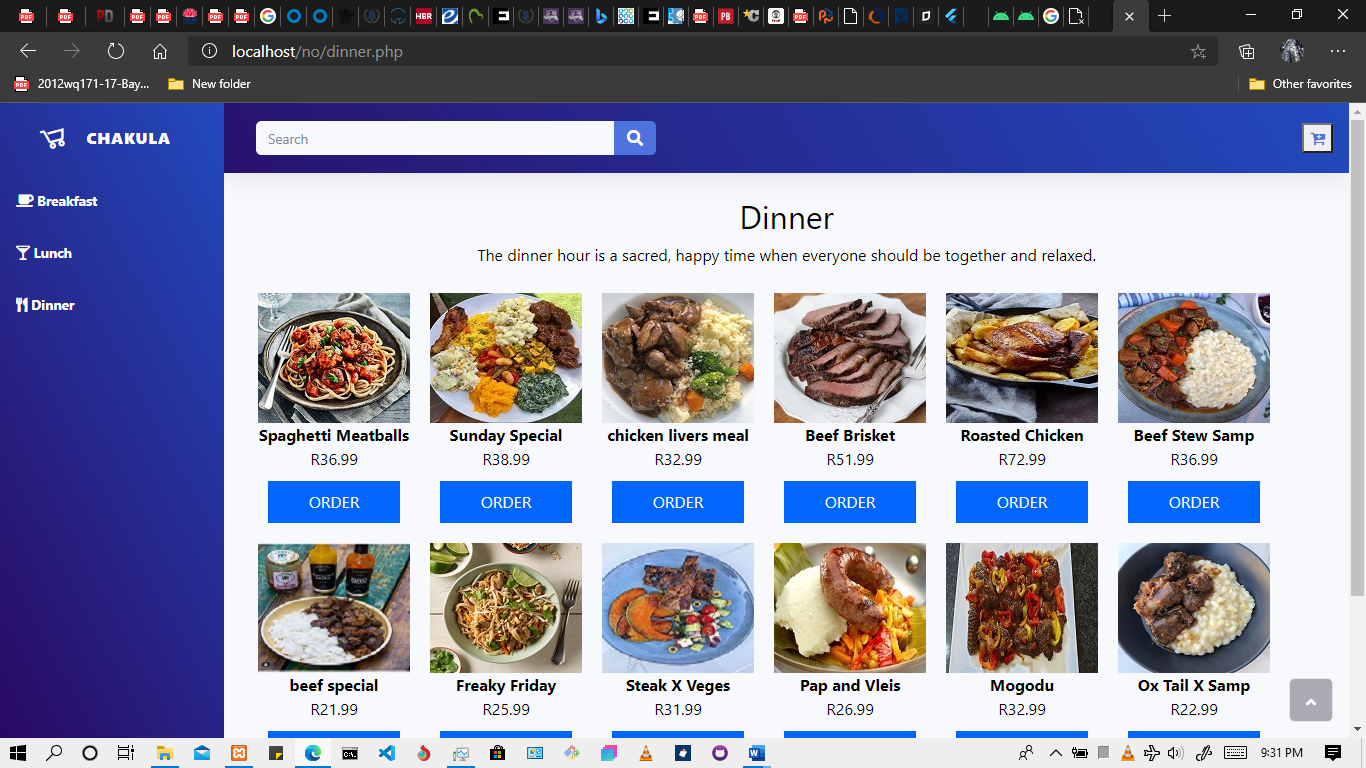 localhost/no/dinner.php
2012wq171-17-Bay...
New folder
Other favorites
CHAKULA
Search
Breakfast
Lunch
Dinner
Dinner
The dinner hour is a sacred, happy time when everyone should be together and relaxed.
Spaghetti Meatballs
Sunday Special
chicken livers meal
Beef Brisket
Roasted Chicken
Beef Stew Samp
R36.99
R38.99
R32.99
R51.99
R72.99
R36.99
ORDER
ORDER
ORDER
ORDER
ORDER
ORDER
beef special
Freaky Friday
Steak X Veges
Pap and Vleis
Mogodu
Ox Tail X Samp
R21.99
R25.99
R31.99
R26.99
R32.99
R22.99
9:31 PM